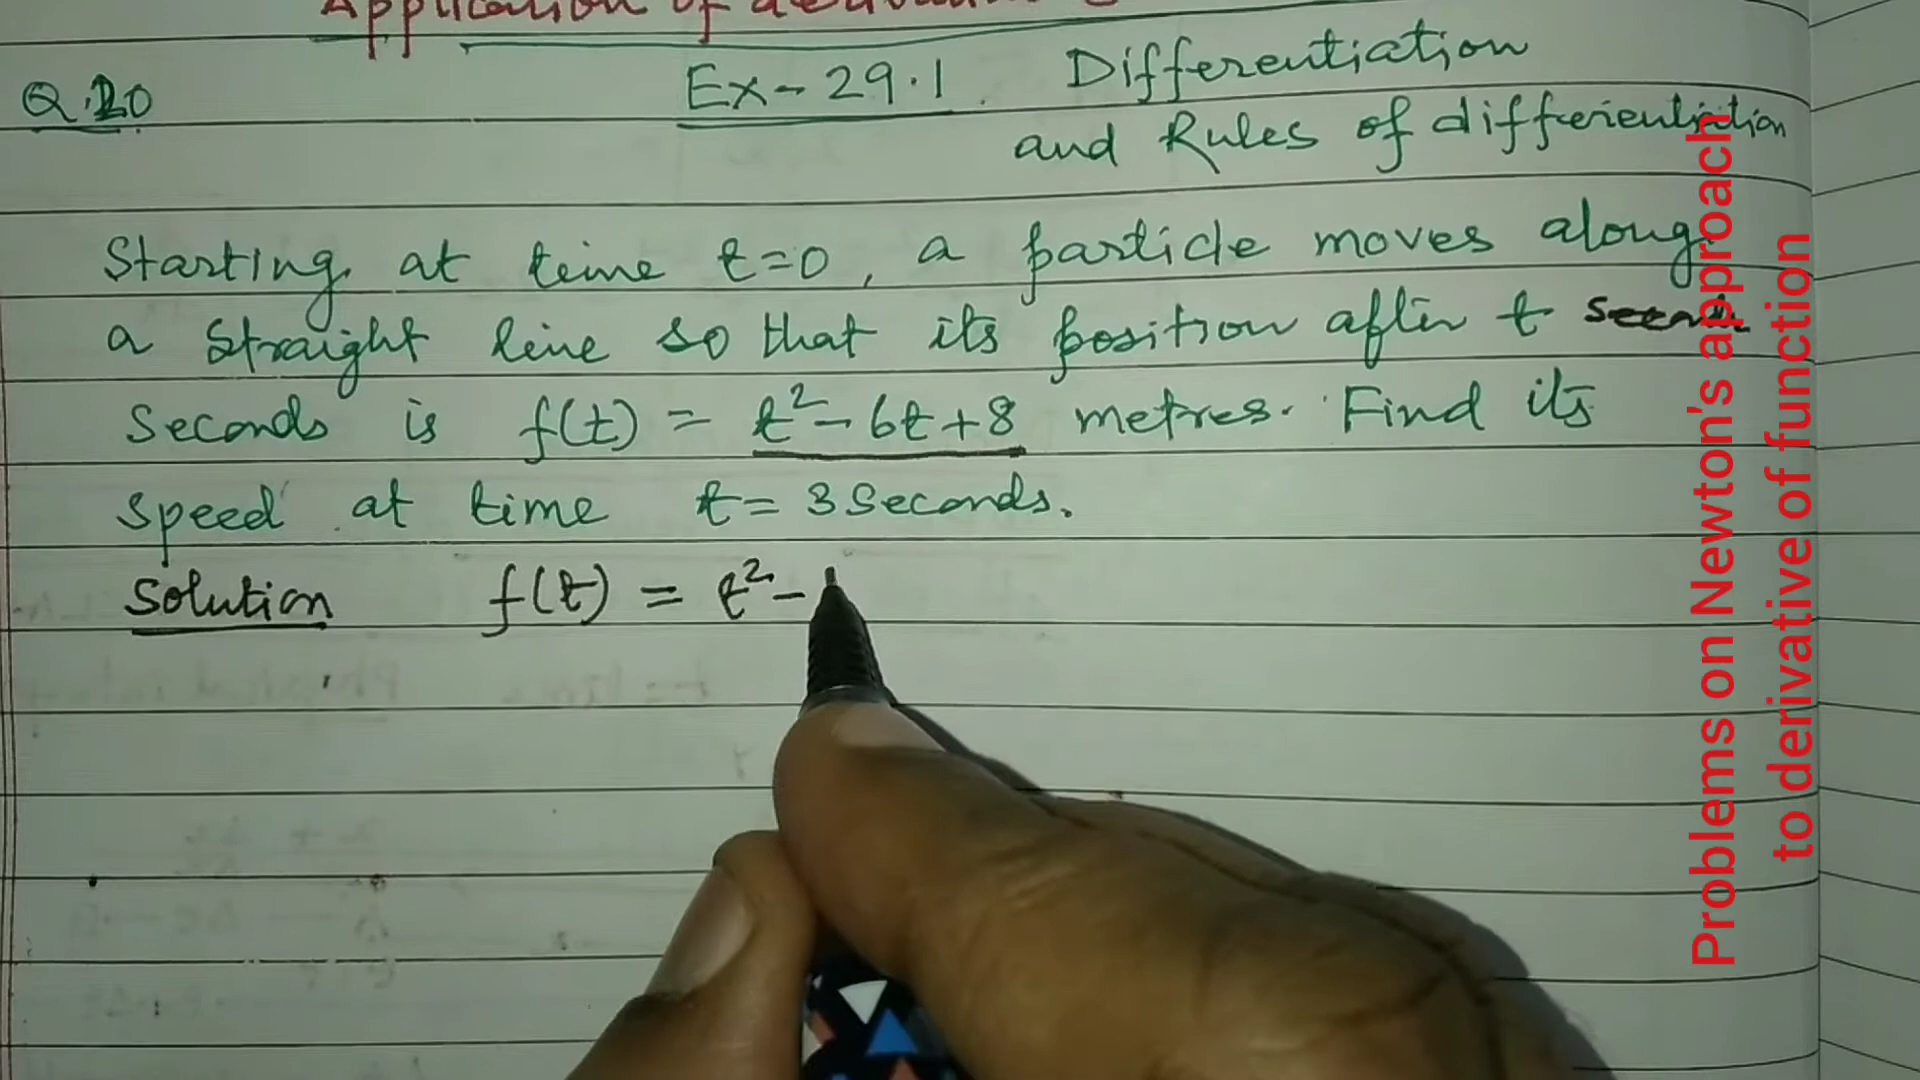 Application of
Q.20
Ex- 29.1. Differentiation
and Rules of differentiation
Starting at time t=0, a particle moves along
a straight line so that its position after t
seconds is f(t) = t²-6t+8 metres. Find its
speed at time t= 3 Seconds.
Solution f(t) = t²-
Problems on Newton's approach
to derivative of function